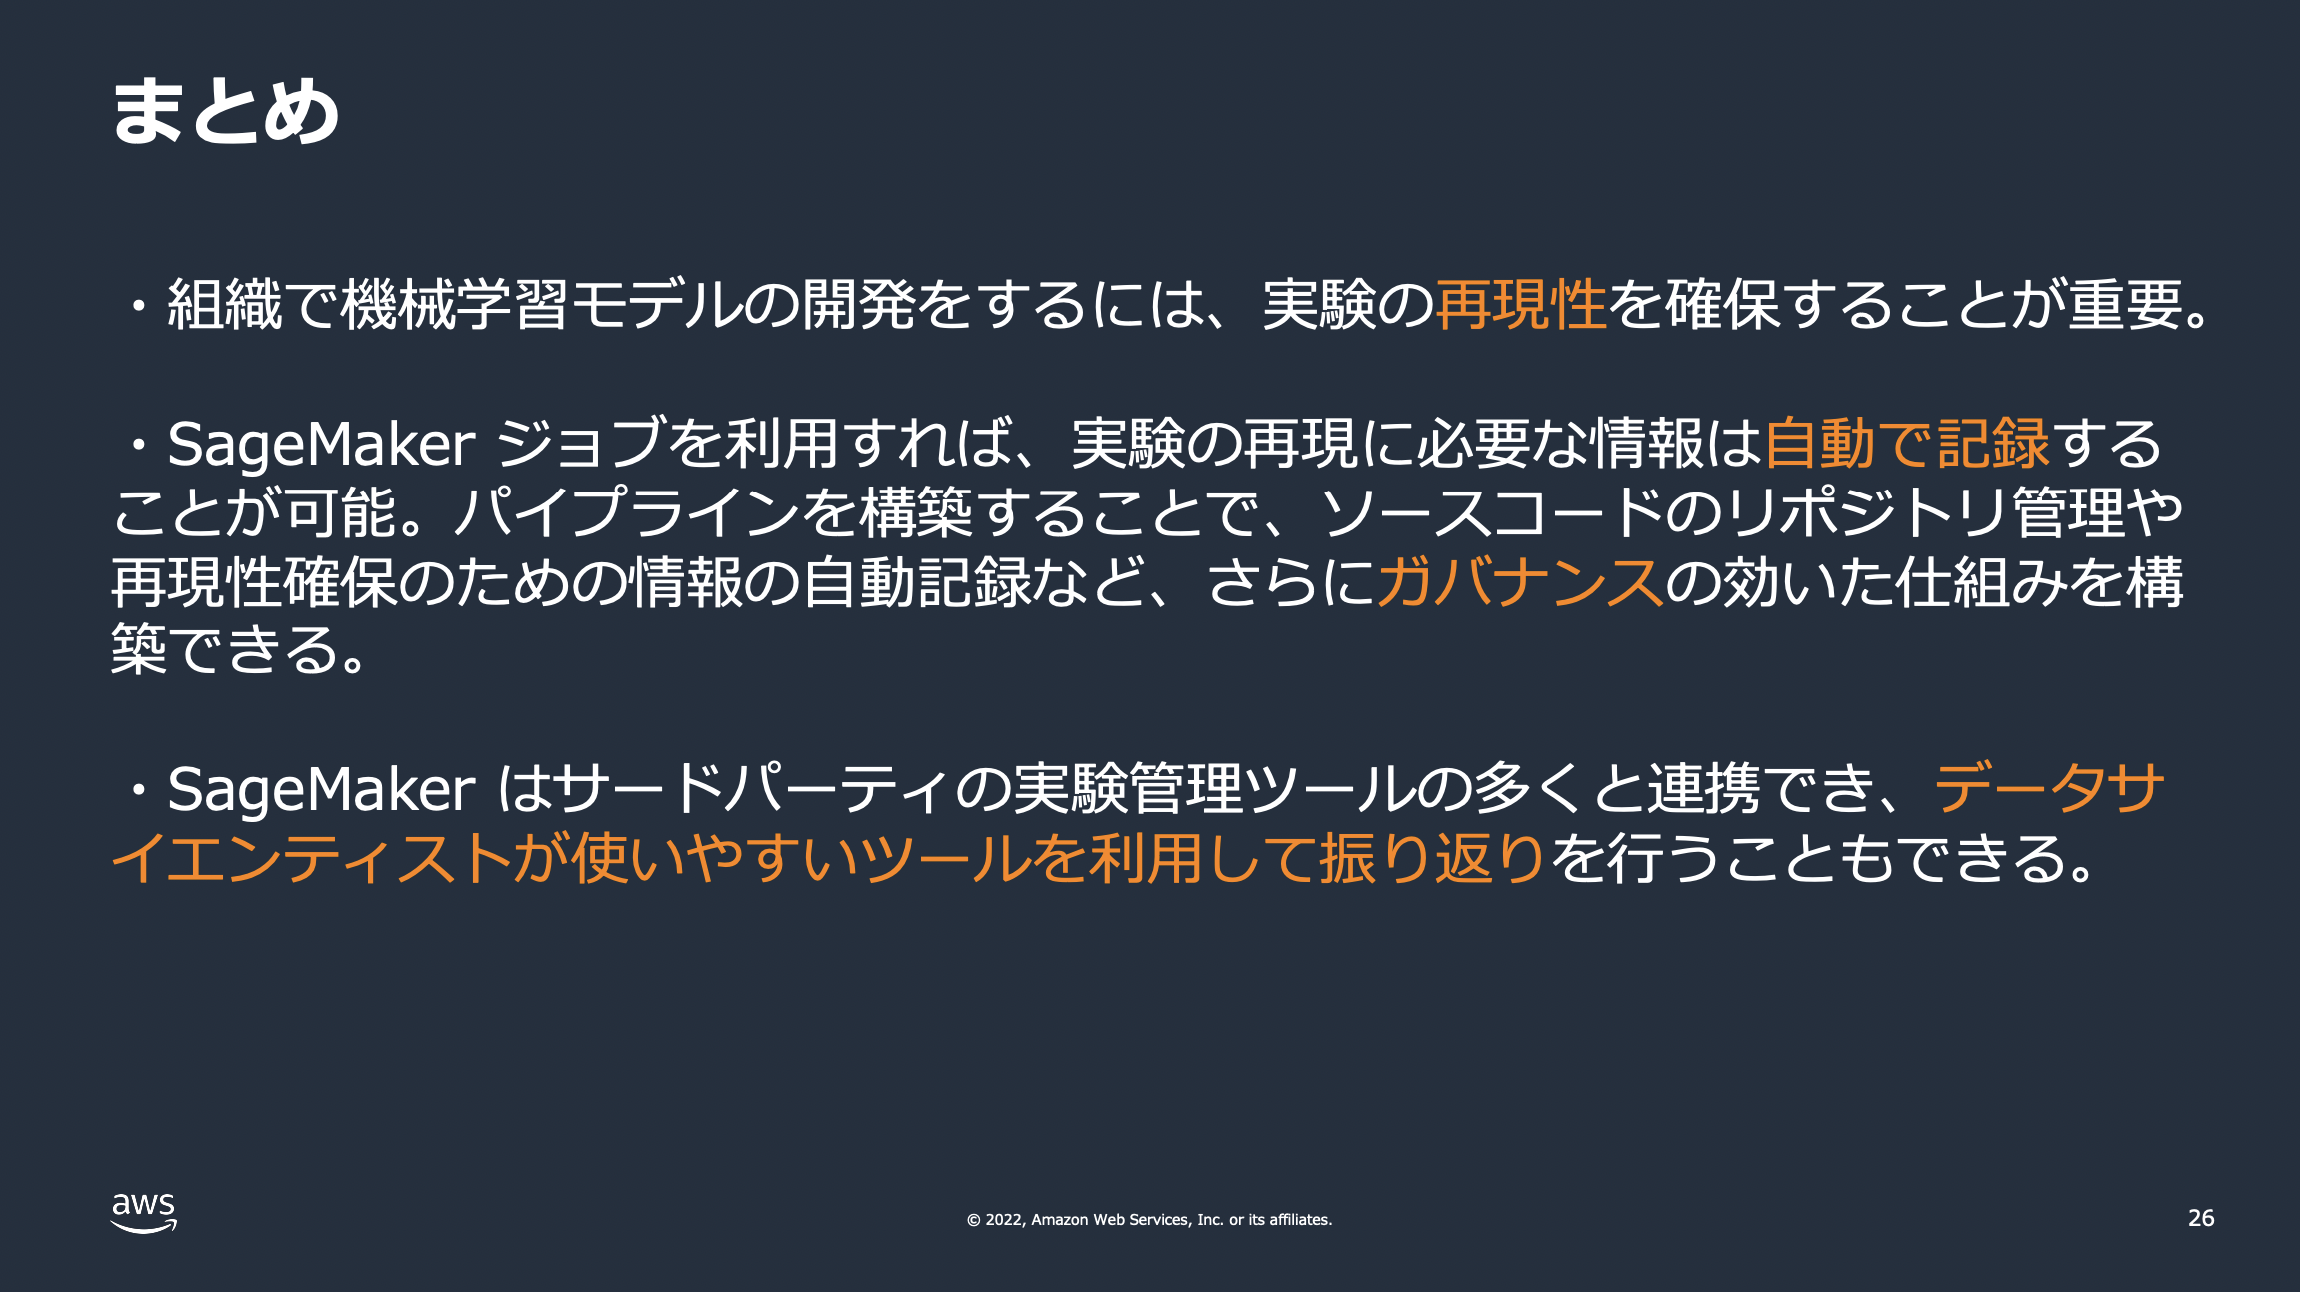 まとめ
・組織で機械学習モデルの開発をするには、実験の再現性を確保することが重要。
・SageMaker ジョブを利用すれば、実験の再現に必要な情報は自動で記録する
ことが可能。パイプラインを構築することで、ソースコードのリポジトリ管理や
再現性確保のための情報の自動記録など、さらにガバナンスの効いた仕組みを構
築できる。
・SageMaker はサードパーティの実験管理ツールの多くと連携でき、データサ
イエンティストが使いやすいツールを利用して振り返りを行うこともできる。
aws
© 2022, Amazon Web Services, Inc. or its affiliates.
26